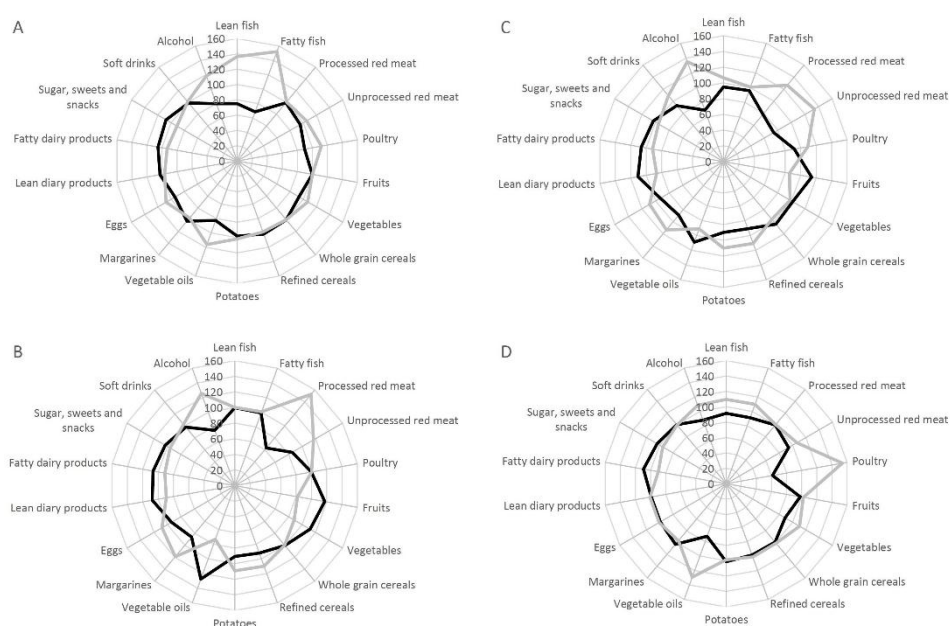 A
Lean fish
Fatty fish
Processed red meat
Unprocessed red meat
Poultry
Fruits
Vegetables
Whole grain cereals
Refined cereals
Potatoes
Vegetable oils
Margarines
Eggs
Lean diary products
Fatty dairy products
Sugar, sweets and
snacks
Soft drinks
Alcohol
160
140
120
100
80
60
40
20
0
C
Lean fish
Fatty fish
Processed red meat
Unprocessed red meat
Poultry
Fruits
Vegetables
Whole grain cereals
Refined cereals
Potatoes
Vegetable oils
Margarines
Eggs
Lean diary products
Fatty dairy products
Sugar, sweets and
snacks
Soft drinks
Alcohol
160
140
120
100
80
60
40
20
0
B
Lean fish
Fatty fish
Processed red meat
Unprocessed red meat
Poultry
Fruits
Vegetables
Whole grain cereals
Refined cereals
Potatoes
Vegetable oils
Margarines
Eggs
Lean diary products
Fatty dairy products
Sugar, sweets and
snacks
Soft drinks
Alcohol
160
140
120
100
80
60
40
20
0
D
Lean fish
Fatty fish
Processed red meat
Unprocessed red meat
Poultry
Fruits
Vegetables
Whole grain cereals
Refined cereals
Potatoes
Vegetable oils
Margarines
Eggs
Lean diary products
Fatty dairy products
Sugar, sweets and
snacks
Soft drinks
Alcohol
160
140
120
100
80
60
40
20
0